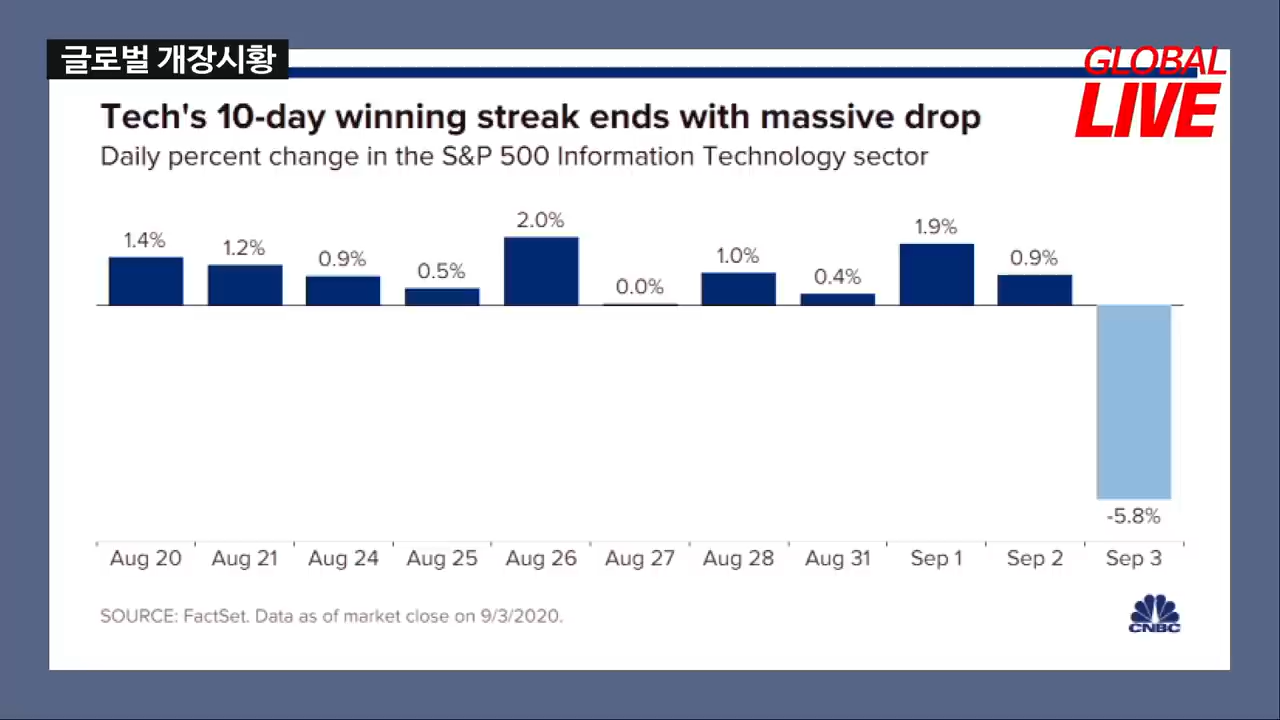 글로벌 개장시황
GLOBAL
LIVE
Tech's 10-day winning streak ends with massive drop
Daily percent change in the S&P 500 Information Technology sector
1.4%
1.2%
0.9%
0.5%
2.0%
0.0%
1.0%
0.4%
1.9%
0.9%
-5.8%
Aug 20
Aug 21
Aug 24
Aug 25
Aug 26
Aug 27
Aug 28
Aug 31
Sep 1
Sep 2
Sep 3
SOURCE: FactSet. Data as of market close on 9/3/2020.
CNBC